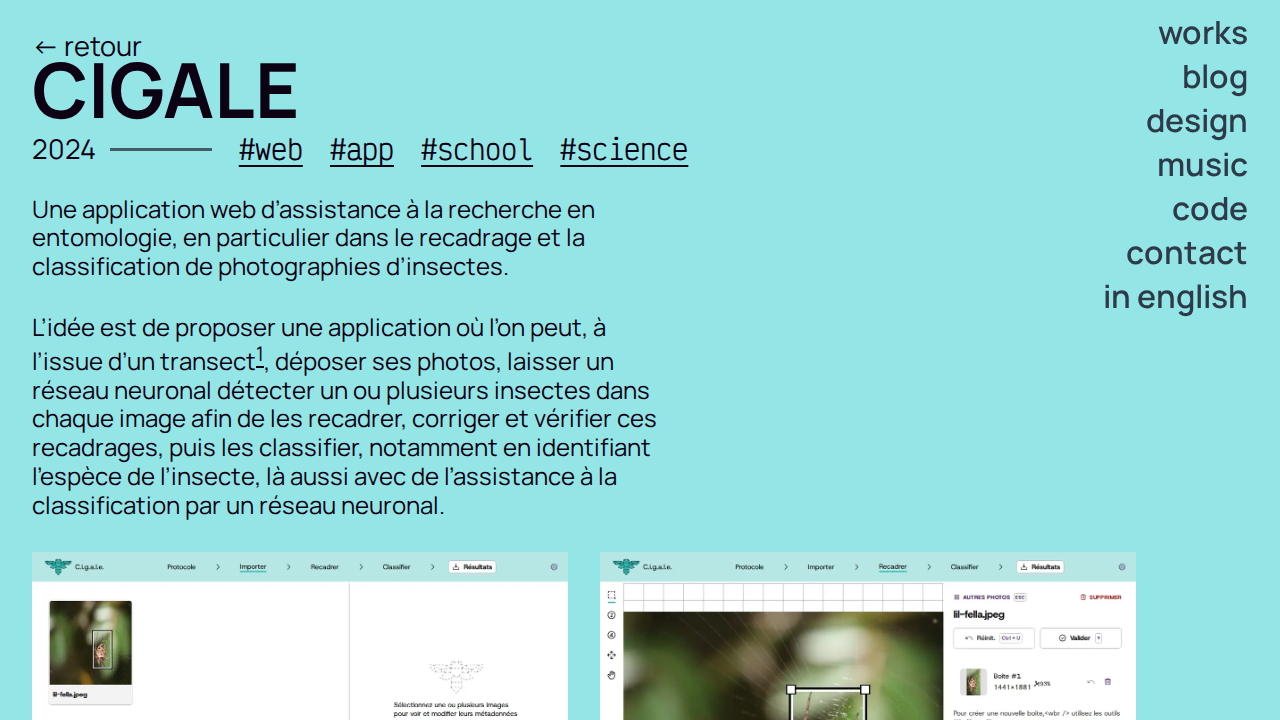 ← retour
CIGALE
2024 #web #app #school #science
Une application web d’assistance à la recherche en
entomologie, en particulier dans le recadrage et la
classification de photographies d’insectes.
L’idée est de proposer une application où l’on peut, à
l’issue d’un transect1, déposer ses photos, laisser un
réseau neuronal détecter un ou plusieurs insectes dans
chaque image afin de les recadrer, corriger et vérifier ces
recadrages, puis les classifier, notamment en identifiant
l’espèce de l’insecte, là aussi avec de l’assistance à la
classification par un réseau neuronal.
works
blog
design
music
code
contact
in english
C.i.g.a.l.e. Protocole > Importer > Recadrer > Classifier > Résultats
lil-fella.jpeg
Sélectionnez une ou plusieurs images
pour voir et modifier leurs métadonnées
C.i.g.a.l.e. Protocole > Importer > Recadrer > Classifier > Résultats
AUTRES PHOTOS ESC SUPPRIMER
lil-fella.jpeg
Réinit. Ctrl+U Valider
Boîte #1
1441×1881 93%
Pour créer une nouvelle boîte,<wbr /> utilisez les outils